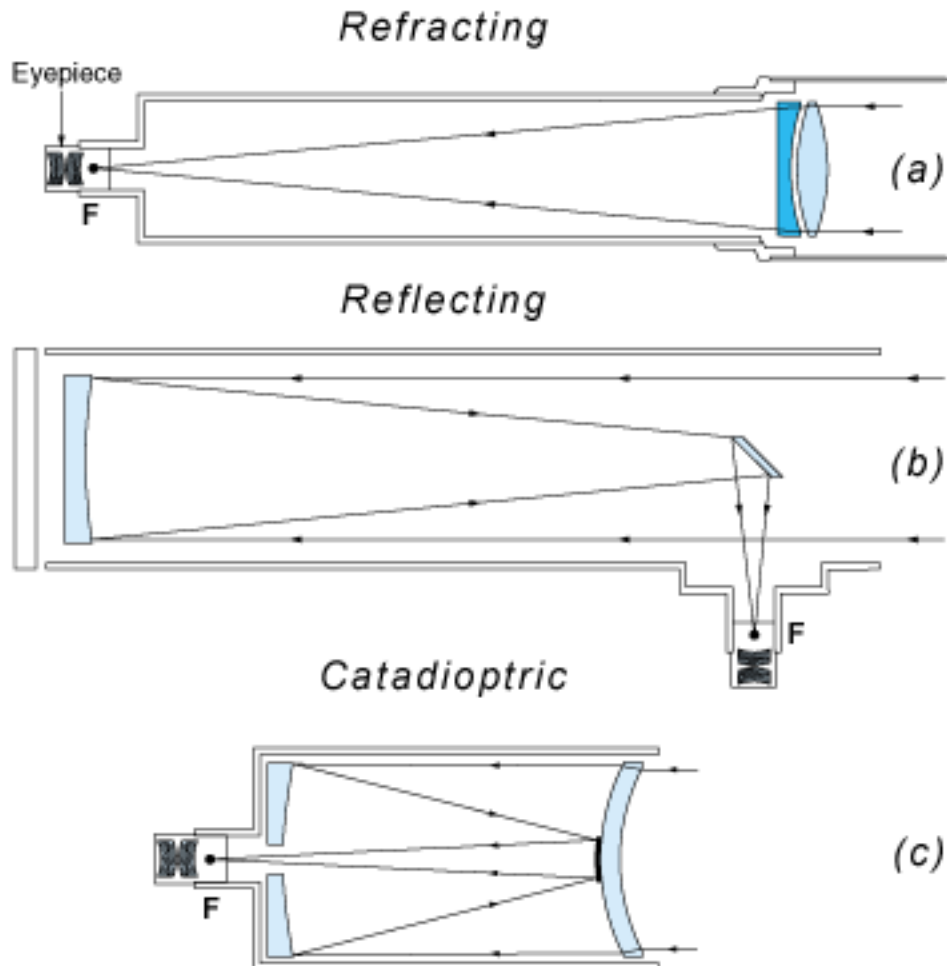 Refracting
Eyepiece
(a)
F
Reflecting
(b)
F
Catadioptric
(c)
F